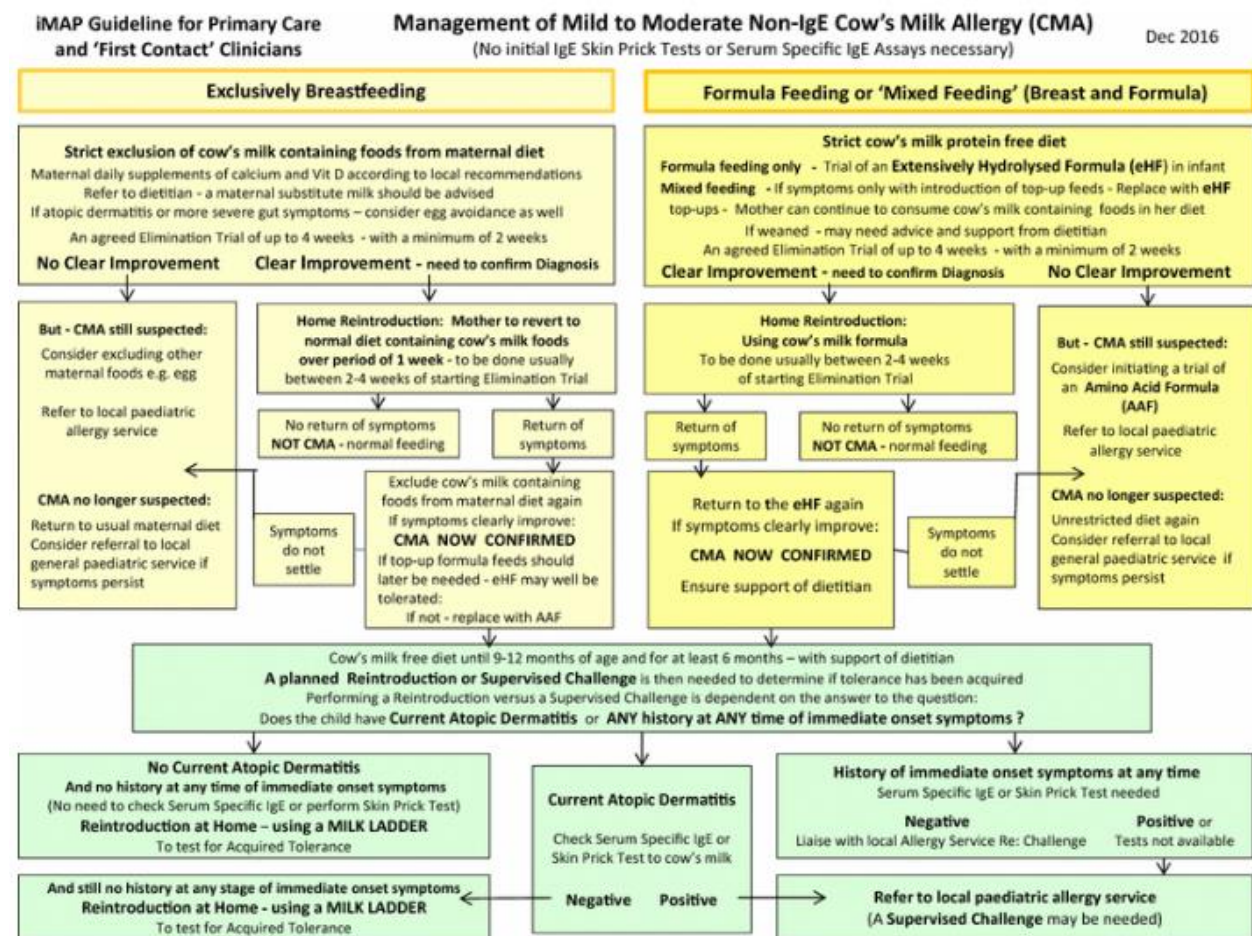 iMAP Guideline for Primary Care
and 'First Contact' Clinicians
Management of Mild to Moderate Non-IgE Cow's Milk Allergy (CMA)
(No initial IgE Skin Prick Tests or Serum Specific IgE Assays necessary)
Dec 2016
Exclusively Breastfeeding
Strict exclusion of cow's milk containing foods from maternal diet
Maternal daily supplements of calcium and Vit D according to local recommendations
Refer to dietitian - a maternal substitute milk should be advised
If atopic dermatitis or more severe gut symptoms – consider egg avoidance as well
An agreed Elimination Trial of up to 4 weeks - with a minimum of 2 weeks
No Clear Improvement
Clear Improvement - need to confirm Diagnosis
But - CMA still suspected:
Consider excluding other
maternal foods e.g. egg
Refer to local paediatric
allergy service
CMA no longer suspected:
Return to usual maternal diet
Consider referral to local
general paediatric service if
symptoms persist
Home Reintroduction: Mother to revert to
normal diet containing cow's milk foods
over period of 1 week - to be done usually
between 2-4 weeks of starting Elimination Trial
No return of symptoms
NOT CMA - normal feeding
Return of
symptoms
Symptoms
do not
settle
Exclude cow's milk containing
foods from maternal diet again
If symptoms clearly improve:
CMA NOW CONFIRMED
If top-up formula feeds should
later be needed - eHF may well be
tolerated:
If not - replace with AAF
Formula Feeding or 'Mixed Feeding' (Breast and Formula)
Strict cow's milk protein free diet
Formula feeding only - Trial of an Extensively Hydrolysed Formula (eHF) in infant
Mixed feeding - If symptoms only with introduction of top-up feeds - Replace with eHF
top-ups - Mother can continue to consume cow's milk containing foods in her diet
If weaned - may need advice and support from dietitian
An agreed Elimination Trial of up to 4 weeks - with a minimum of 2 weeks
Clear Improvement - need to confirm Diagnosis
No Clear Improvement
Home Reintroduction:
Using cow's milk formula
To be done usually between 2-4 weeks
of starting Elimination Trial
Return of
symptoms
No return of symptoms
NOT CMA - normal feeding
Return to the eHF again
If symptoms clearly improve:
CMA NOW CONFIRMED
Ensure support of dietitian
Symptoms
do not
settle
But - CMA still suspected:
Consider initiating a trial of
an Amino Acid Formula
(AAF)
Refer to local paediatric
allergy service
CMA no longer suspected:
Unrestricted diet again
Consider referral to local
general paediatric service if
symptoms persist
Cow's milk free diet until 9-12 months of age and for at least 6 months – with support of dietitian
A planned Reintroduction or Supervised Challenge is then needed to determine if tolerance has been acquired
Performing a Reintroduction versus a Supervised Challenge is dependent on the answer to the question:
Does the child have Current Atopic Dermatitis or ANY history at ANY time of immediate onset symptoms ?
No Current Atopic Dermatitis
And no history at any time of immediate onset symptoms
(No need to check Serum Specific IgE or perform Skin Prick Test)
Reintroduction at Home – using a MILK LADDER
To test for Acquired Tolerance
And still no history at any stage of immediate onset symptoms
Reintroduction at Home - using a MILK LADDER
To test for Acquired Tolerance
Current Atopic Dermatitis
Check Serum Specific IgE or
Skin Prick Test to cow's milk
Negative Positive
History of immediate onset symptoms at any time
Serum Specific IgE or Skin Prick Test needed
Negative
Liaise with local Allergy Service Re: Challenge
Positive or
Tests not available
Refer to local paediatric allergy service
(A Supervised Challenge may be needed)